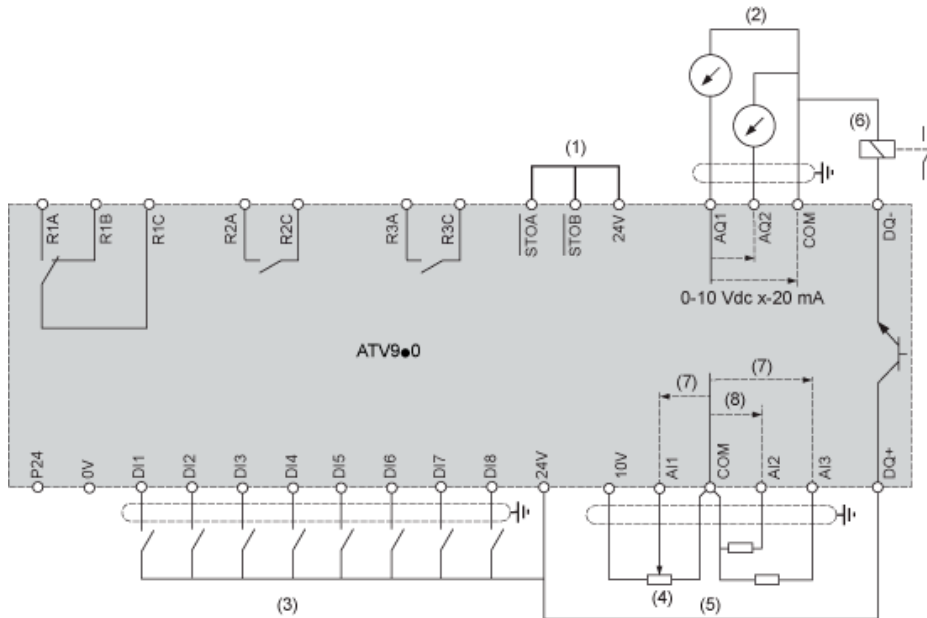 (2)
(6)
(1)
R1A
R1B
R1C
R2A
R2C
R3A
R3C
STOA
STOB
24V
AQ1
AQ2
COM
DQ-
0-10 Vdc x-20 mA
ATV9●0
(7)
(7)
(8)
P24
0V
DI1
DI2
DI3
DI4
DI5
DI6
DI7
DI8
24V
10V
AI1
COM
AI2
AI3
DQ+
(3)
(4)
(5)